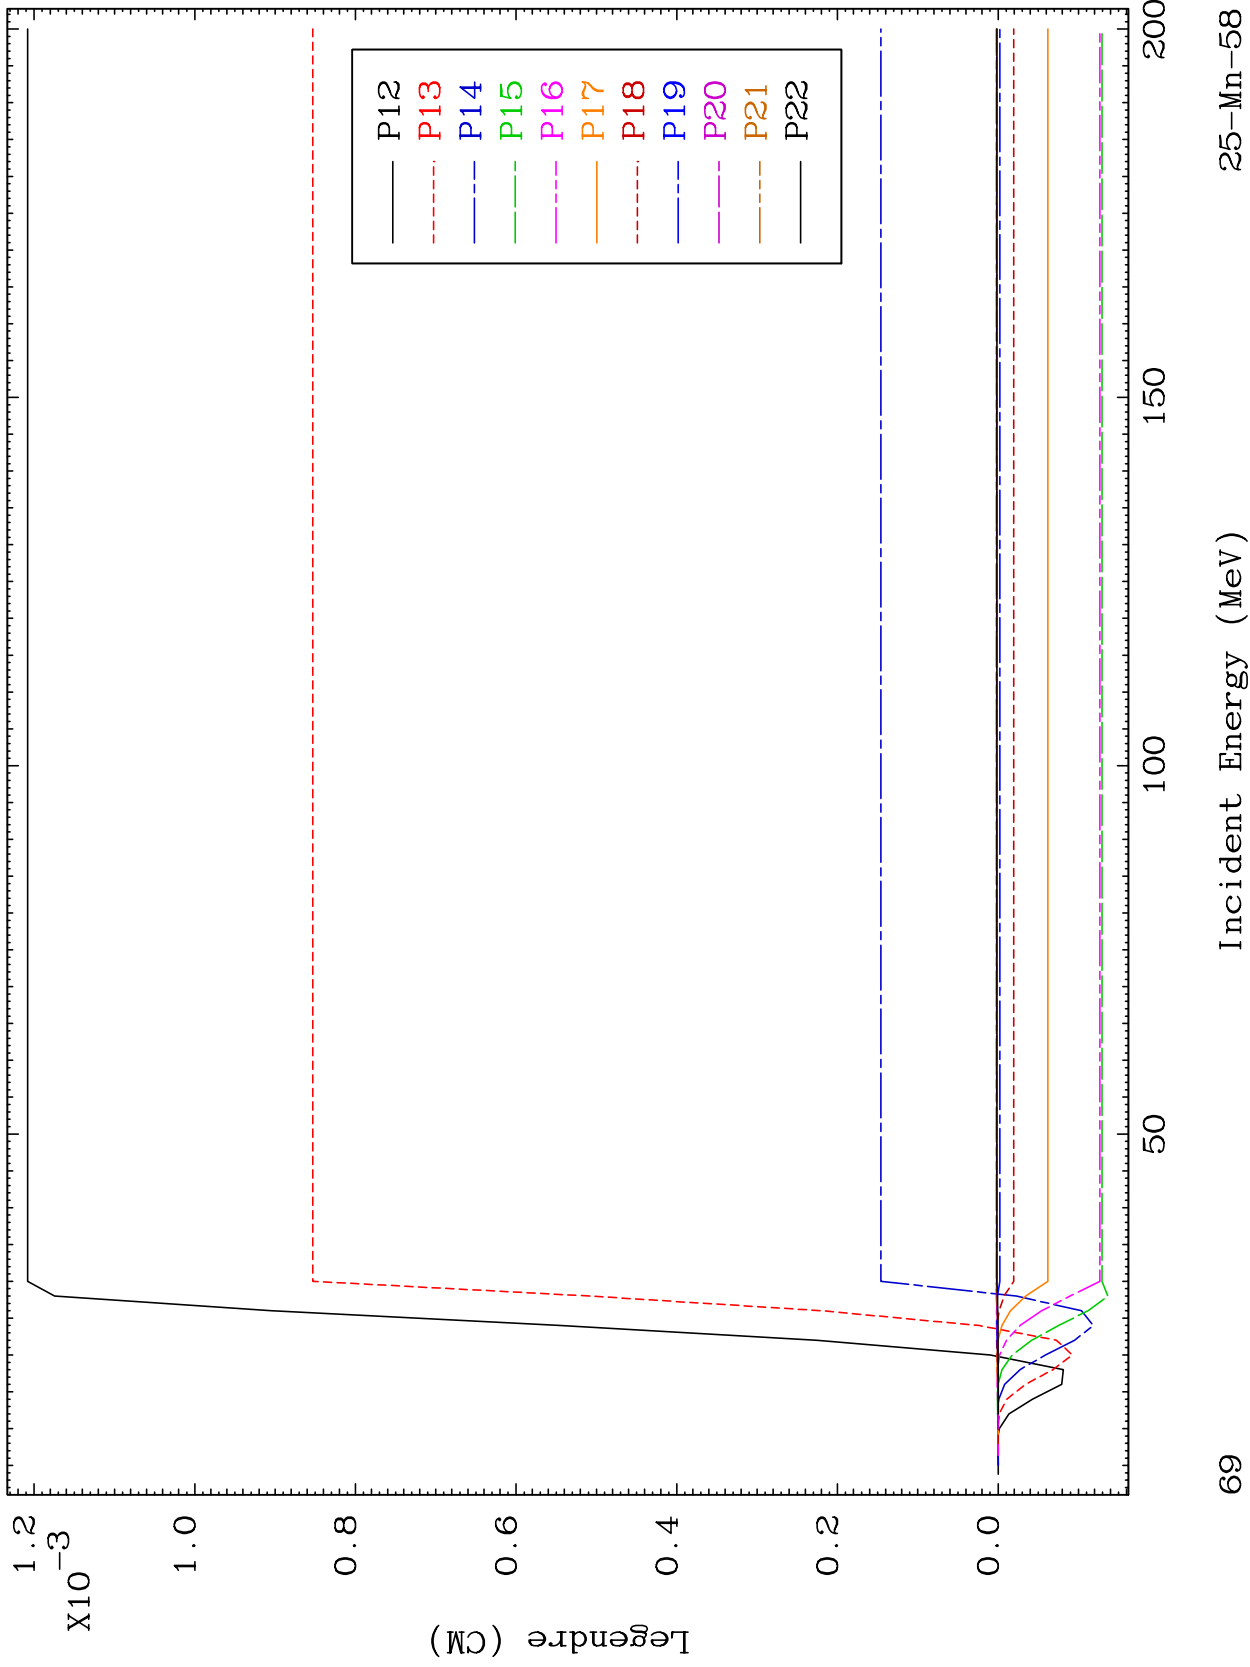 1.2
X10-3
1.0
0.8
0.6
0.4
0.2
0.0
Legendre (CM)
P12
P13
P14
P15
P16
P17
P18
P19
P20
P21
P22
50
100
150
200
Incident Energy (MeV)
69
25-Mn-58